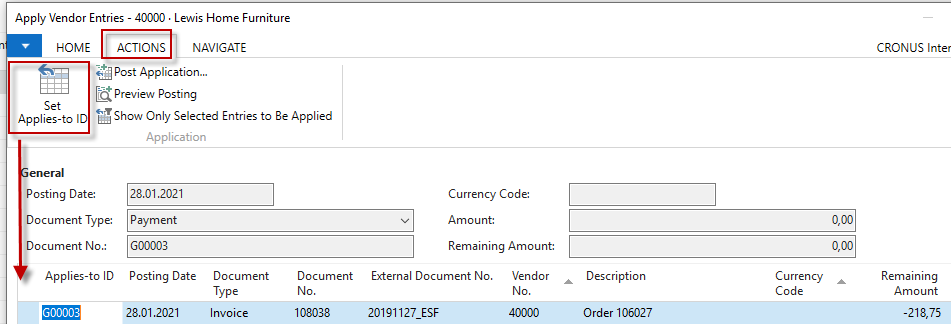 Apply Vendor Entries - 40000 · Lewis Home Furniture
HOME ACTIONS NAVIGATE CRONUS Inter
Set
Applies-to ID
Post Application...
Preview Posting
Show Only Selected Entries to Be Applied
Application
General
Posting Date: 28.01.2021 Currency Code:
Document Type: Payment Amount: 0,00
Document No.: G00003 Remaining Amount: 0,00
Applies-to ID Posting Date Document Type Document No. External Document No. Vendor No. Description Currency Code Remaining Amount
G00003 28.01.2021 Invoice 108038 20191127_ESF 40000 Order 106027 -218,75